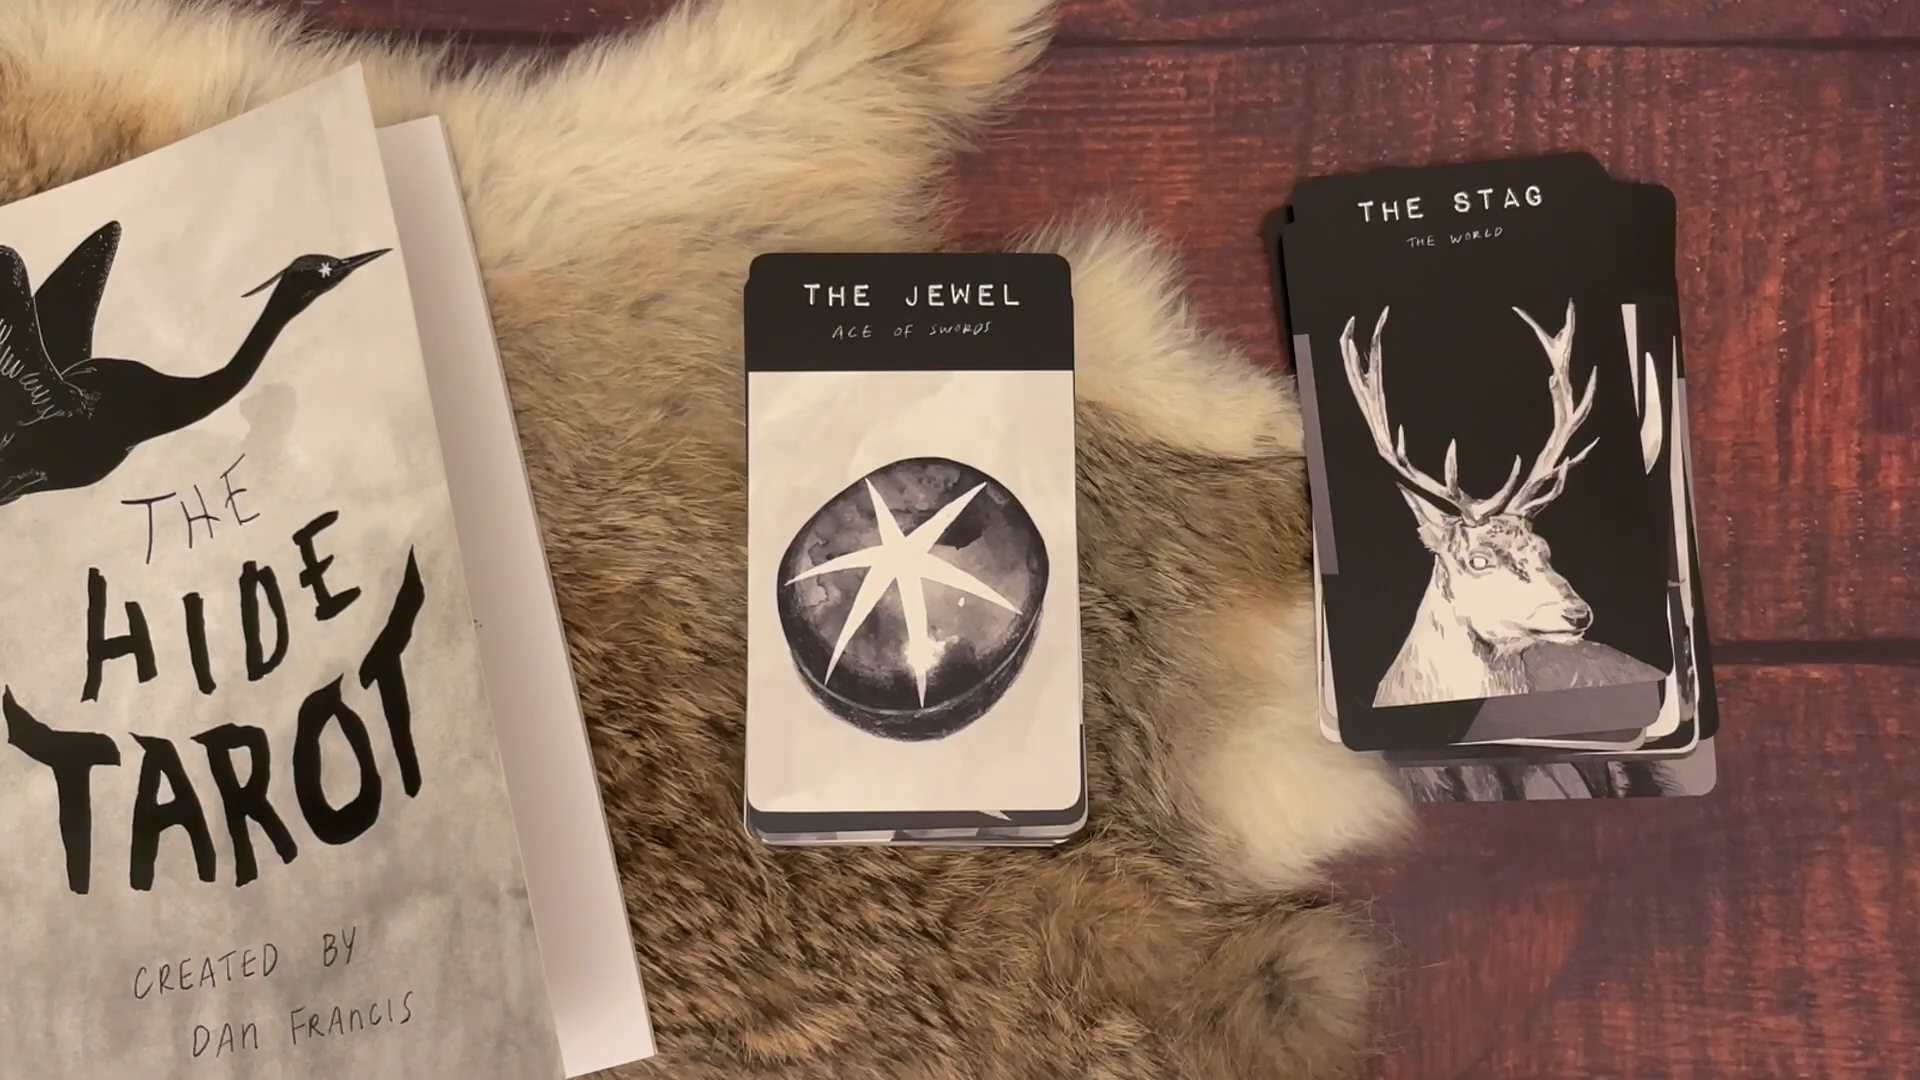 THE
HIDE
TAROT
CREATED BY
DAN FRANCIS
THE JEWEL
ACE OF SWORDS
THE STAG
THE WORLD